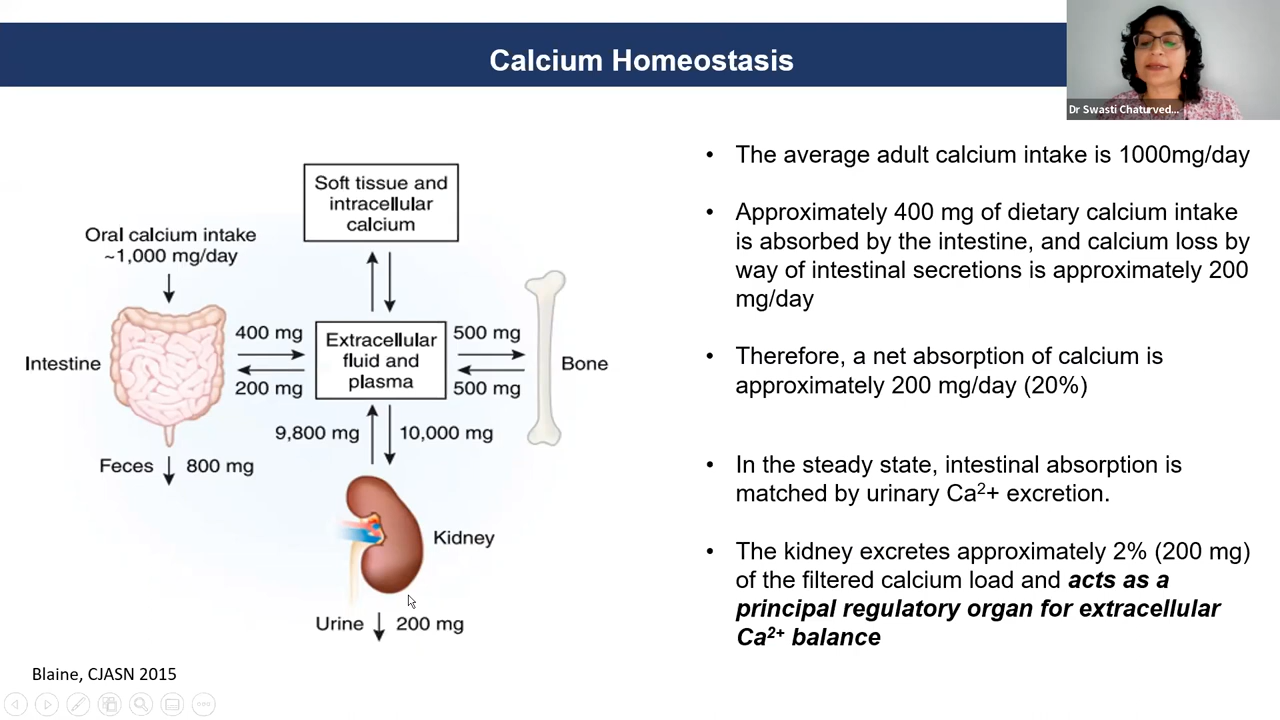 Calcium Homeostasis
Dr Swasti Chaturved...
Soft tissue and
intracellular
calcium
Oral calcium intake
~1,000 mg/day
Intestine
400 mg
200 mg
Extracellular
fluid and
plasma
500 mg
500 mg
Bone
9,800 mg
10,000 mg
Feces
800 mg
Kidney
Urine
200 mg
• The average adult calcium intake is 1000mg/day
• Approximately 400 mg of dietary calcium intake
is absorbed by the intestine, and calcium loss by
way of intestinal secretions is approximately 200
mg/day
• Therefore, a net absorption of calcium is
approximately 200 mg/day (20%)
• In the steady state, intestinal absorption is
matched by urinary Ca²+ excretion.
• The kidney excretes approximately 2% (200 mg)
of the filtered calcium load and acts as a
principal regulatory organ for extracellular
Ca²⁺ balance
Blaine, CJASN 2015